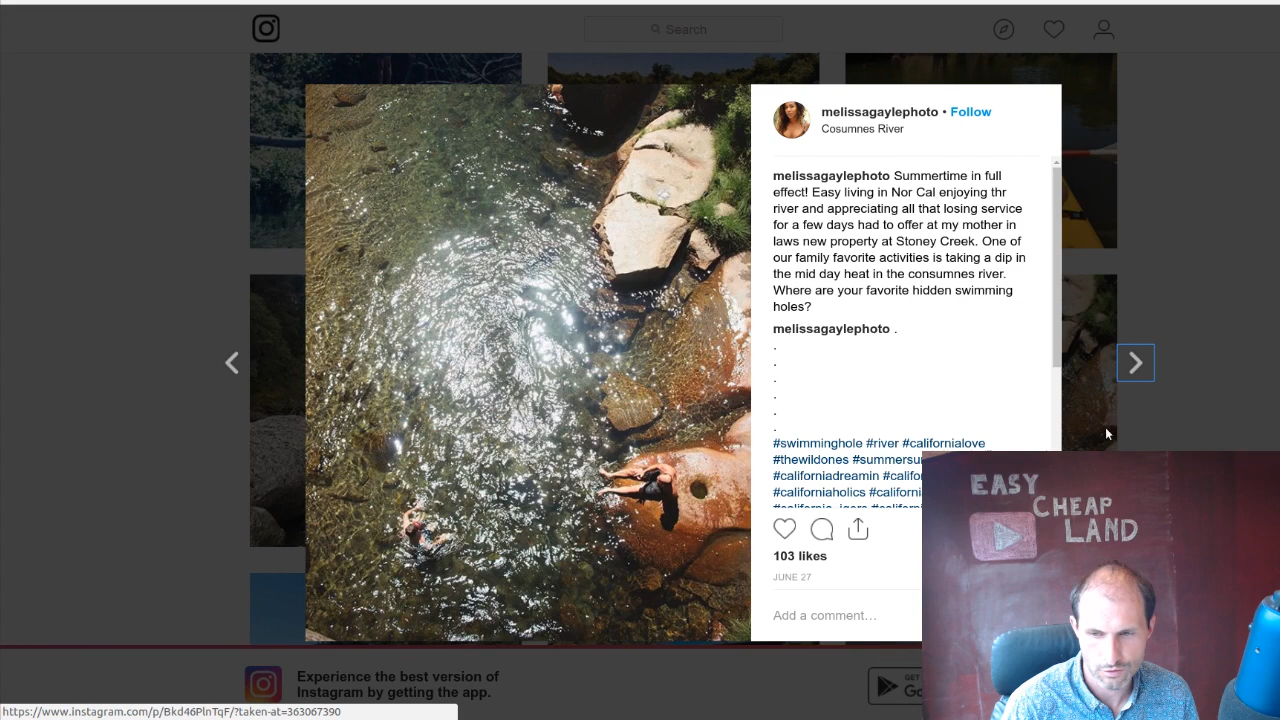 Search
melissagaylephoto • Follow
Cosumnes River
melissagaylephoto Summertime in full
effect! Easy living in Nor Cal enjoying thr
river and appreciating all that losing service
for a few days had to offer at my mother in
laws new property at Stoney Creek. One of
our family favorite activities is taking a dip in
the mid day heat in the consumnes river.
Where are your favorite hidden swimming
holes?
melissagaylephoto .
.
.
.
.
.
.
#swimminghole #river #californialove
#thewildones #summersu
#californiadreamin #califo
#californiaholics #californi
103 likes
JUNE 27
Add a comment…
EASY
CHEAP
LAND
Experience the best version of
Instagram by getting the app.
GET
Go
https://www.instagram.com/p/Bkd46PlnTqF/?taken-at=363067390